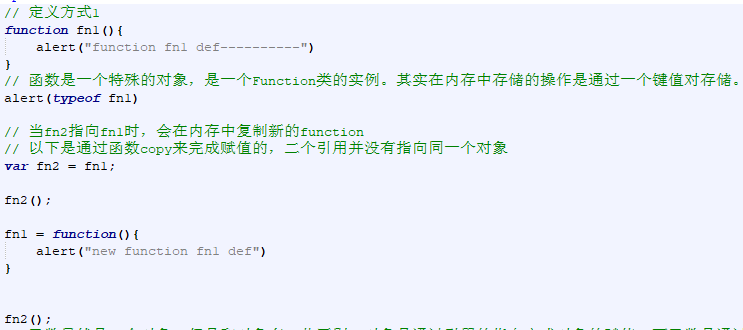 // 定义方式1
function fn1(){
alert("function fn1 def----------")
}
// 函数是一个特殊的对象，是一个Function类的实例。其实在内存中存储的操作是通过一个键值对存储。
alert(typeof fn1)
// 当fn2指向fn1时，会在内存中复制新的function
// 以下是通过函数copy来完成赋值的，二个引用并没有指向同一个对象
var fn2 = fn1;
fn2();
fn1 = function(){
alert("new function fn1 def")
}
fn2();